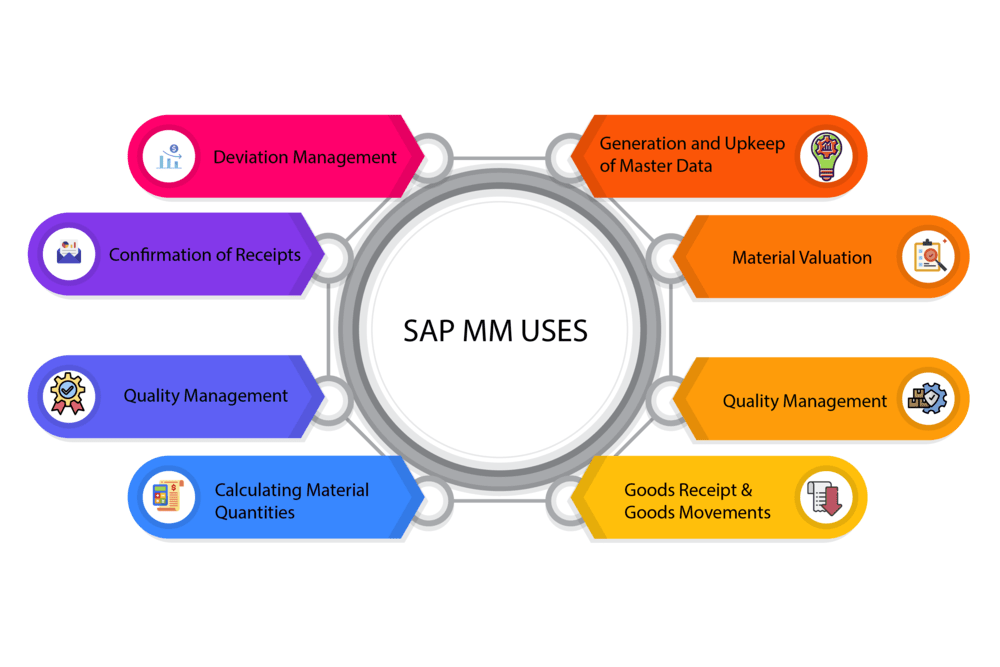 Deviation Management
Generation and Upkeep
of Master Data
Confirmation of Receipts
Material Valuation
SAP MM USES
Quality Management
Quality Management
Calculating Material
Quantities
Goods Receipt &
Goods Movements